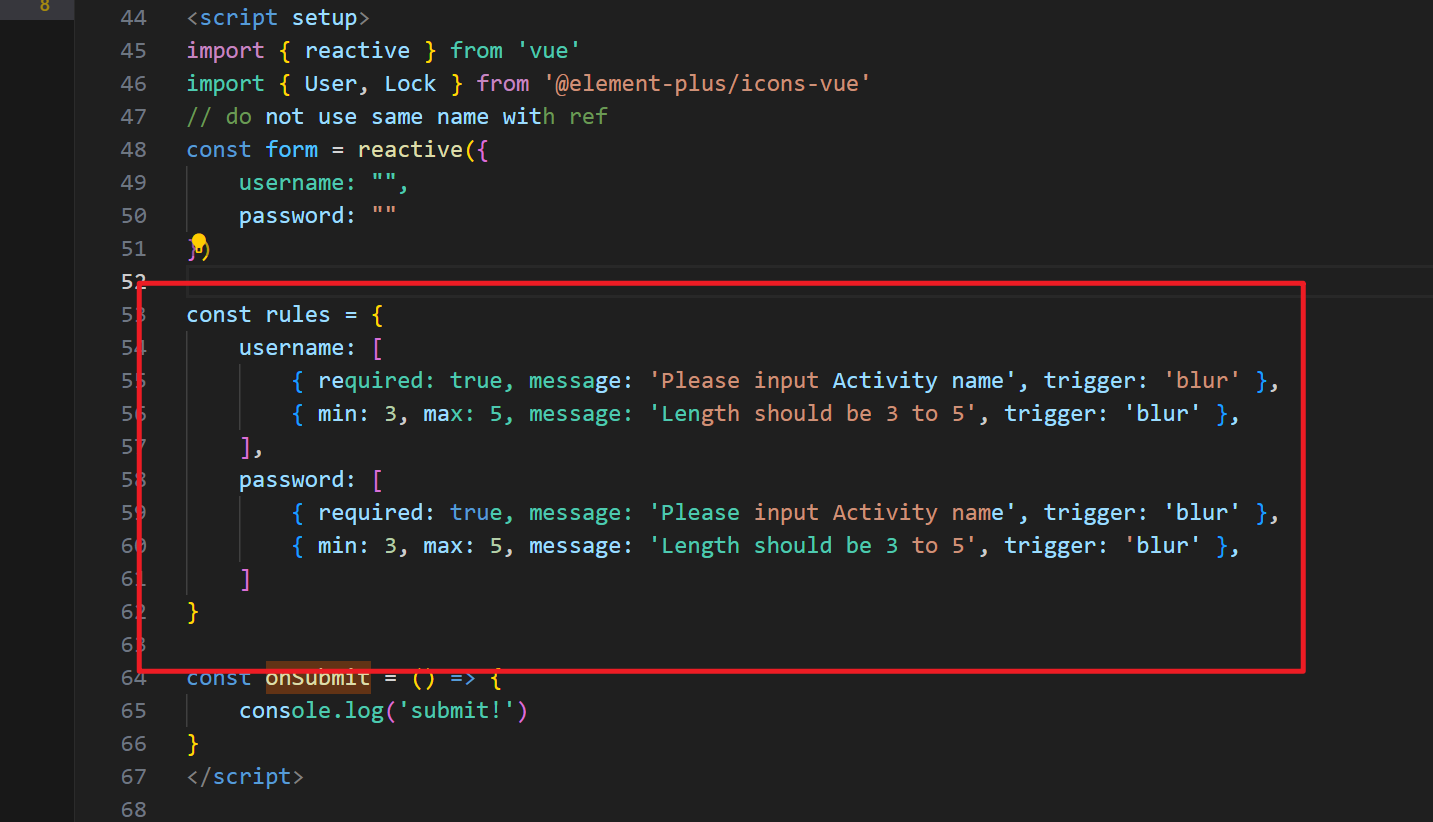 8
44 <script setup>
45 import { reactive } from 'vue'
46 import { User, Lock } from '@element-plus/icons-vue'
47 // do not use same name with ref
48 const form = reactive({
49 username: "",
50 password: ""
51 })
52
53 const rules = {
54 username: [
55 { required: true, message: 'Please input Activity name', trigger: 'blur' },
56 { min: 3, max: 5, message: 'Length should be 3 to 5', trigger: 'blur' },
57 ],
58 password: [
59 { required: true, message: 'Please input Activity name', trigger: 'blur' },
60 { min: 3, max: 5, message: 'Length should be 3 to 5', trigger: 'blur' },
61 ]
62 }
63
64 const onSubmit = () => {
65 console.log('submit!')
66 }
67 </script>
68